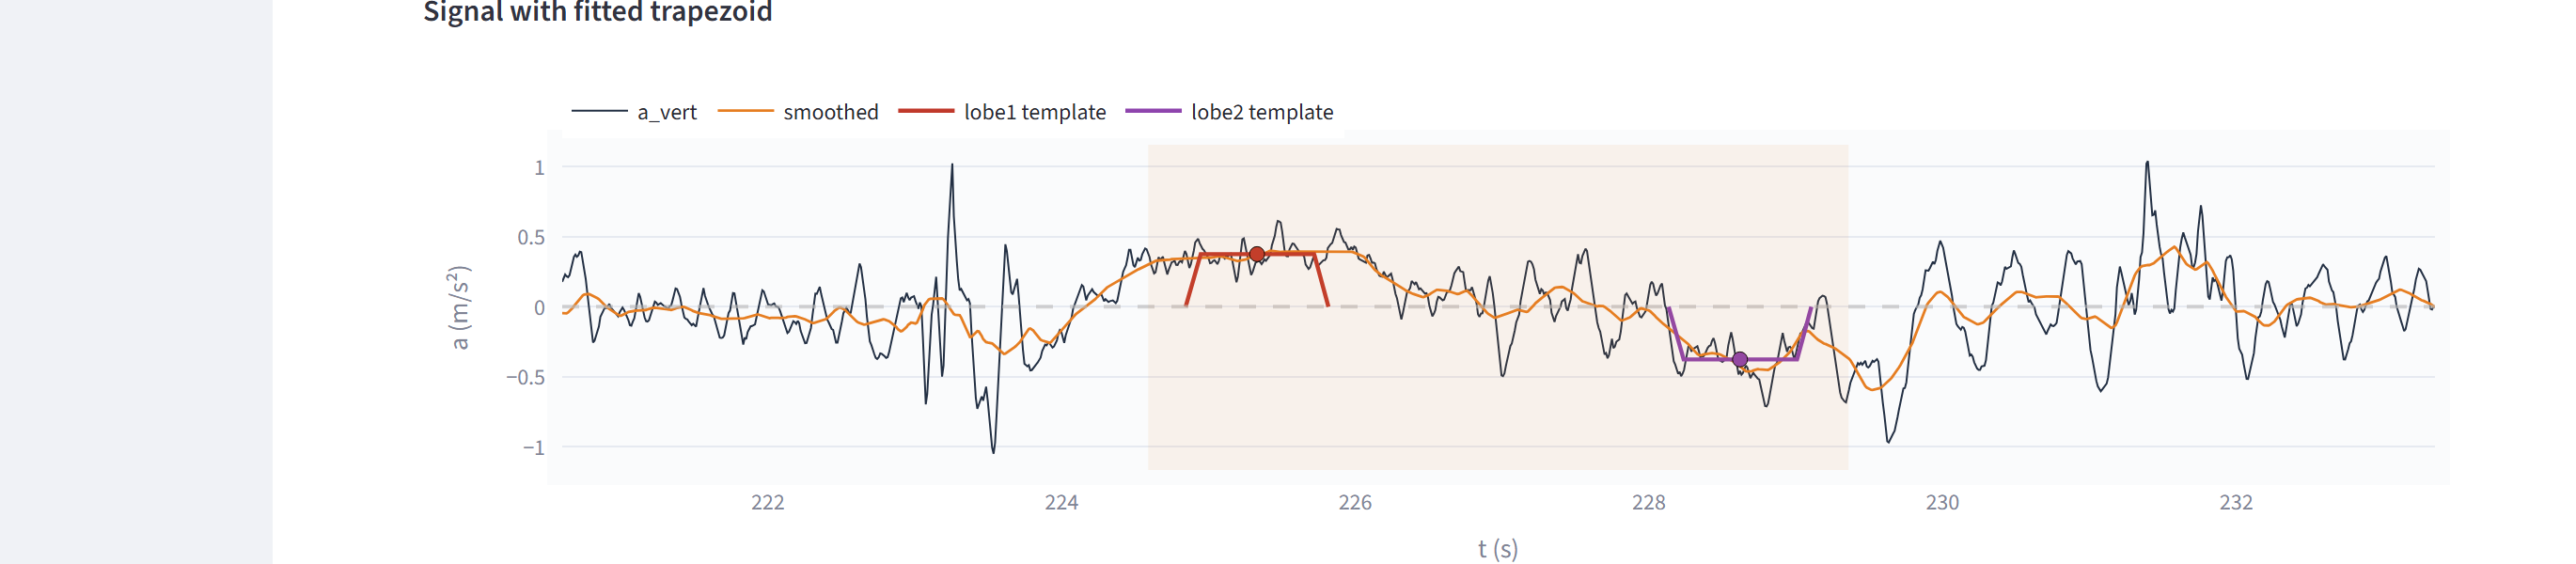 Signal with fitted trapezoid
a_vert smoothed lobe1 template lobe2 template
1
0.5
0
−0.5
−1
a (m/s²)
222 224 226 228 230 232
t (s)